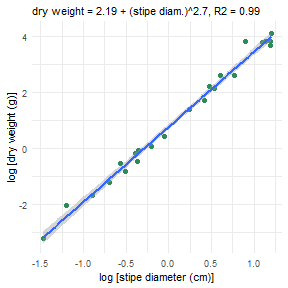 dry weight = 2.19 + (stipe diam.)^2.7, R2 = 0.99
log [dry weight (g)]
4
2
0
-2
-1.5 -1.0 -0.5 0.0 0.5 1.0
log [stipe diameter (cm)]